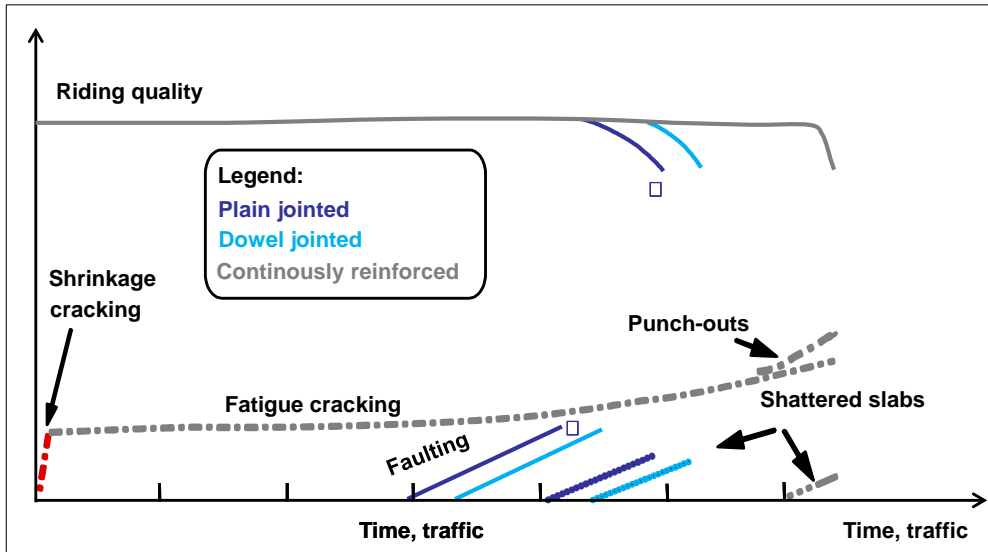 Riding quality
Legend:
Plain jointed
Dowel jointed
Continously reinforced
Shrinkage
cracking
Punch-outs
Fatigue cracking
Shattered slabs
Faulting
Time, traffic
Time, traffic